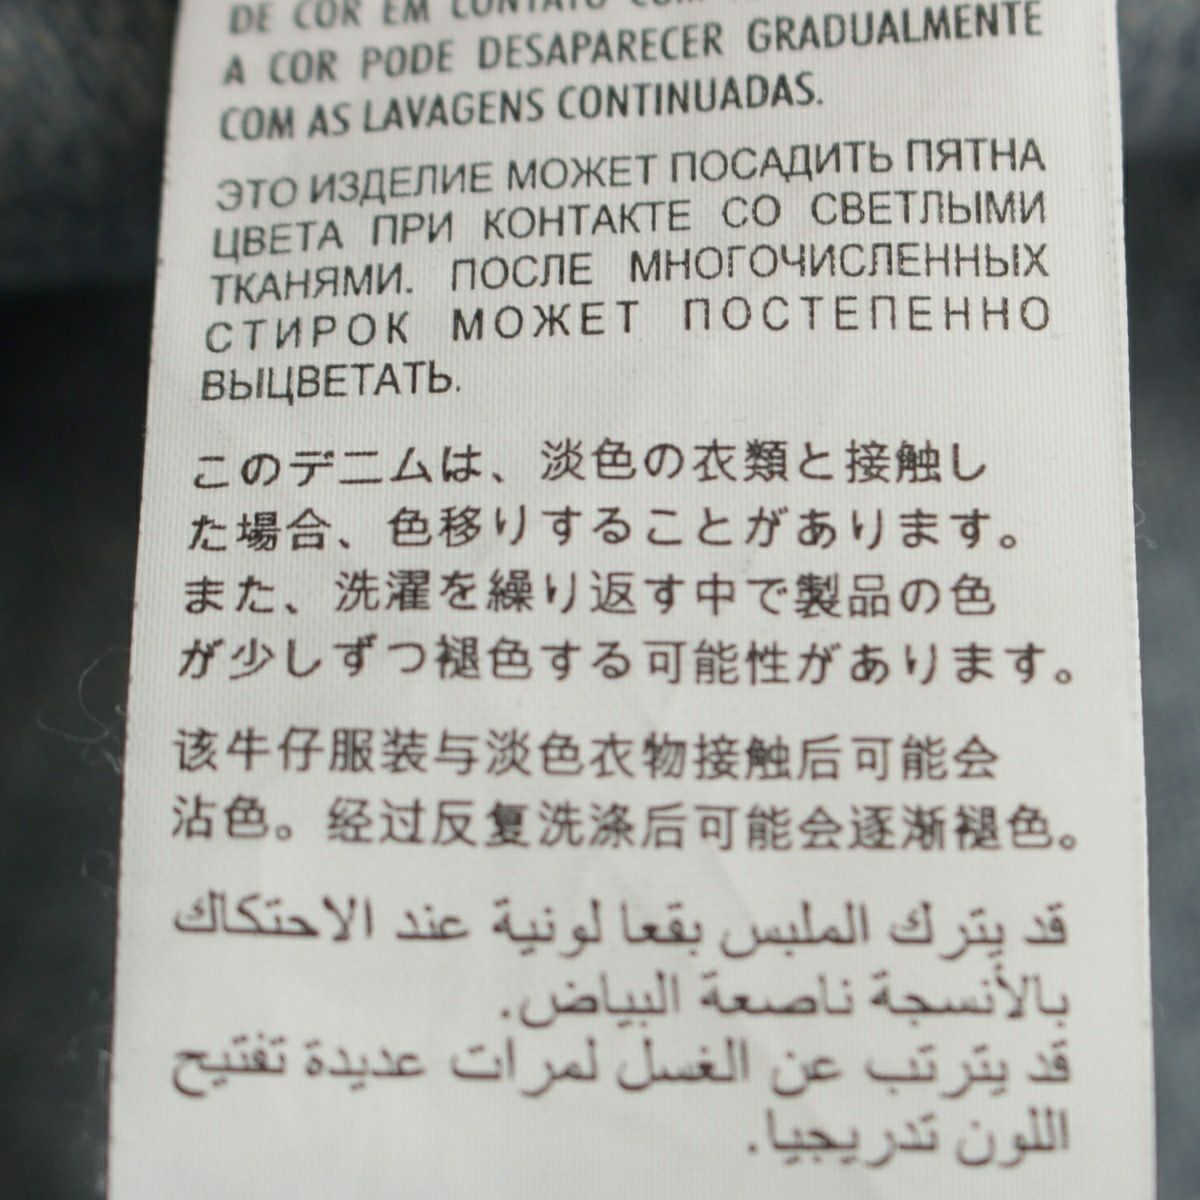 DE COR EM CONTATO COM
A COR PODE DESAPARECER GRADUALMENTE
COM AS LAVAGENS CONTINUADAS.
ЭТО ИЗДЕЛИЕ МОЖЕТ ПОСАДИТЬ ПЯТНА
ЦВЕТА ПРИ КОНТАКТЕ СО СВЕТЛЫМИ
ТКАНЯМИ. ПОСЛЕ МНОГОЧИСЛЕННЫХ
СТИРОК МОЖЕТ ПОСТЕПЕННО
ВЫЦВЕТАТЬ.
このデニムは、淡色の衣類と接触し
た場合、色移りすることがあります。
また、洗濯を繰り返す中で製品の色
が少しずつ褪色する可能性があります。
该牛仔服装与淡色衣物接触后可能会
沾色。经过反复洗涤后可能会逐渐褪色。
قد يترك الملبس بقعا لونية عند الاحتكاك
بالأنسجة ناصعة البياض.
قد يترتب عن الغسل لمرات عديدة تفتيح
اللون تدريجيا.